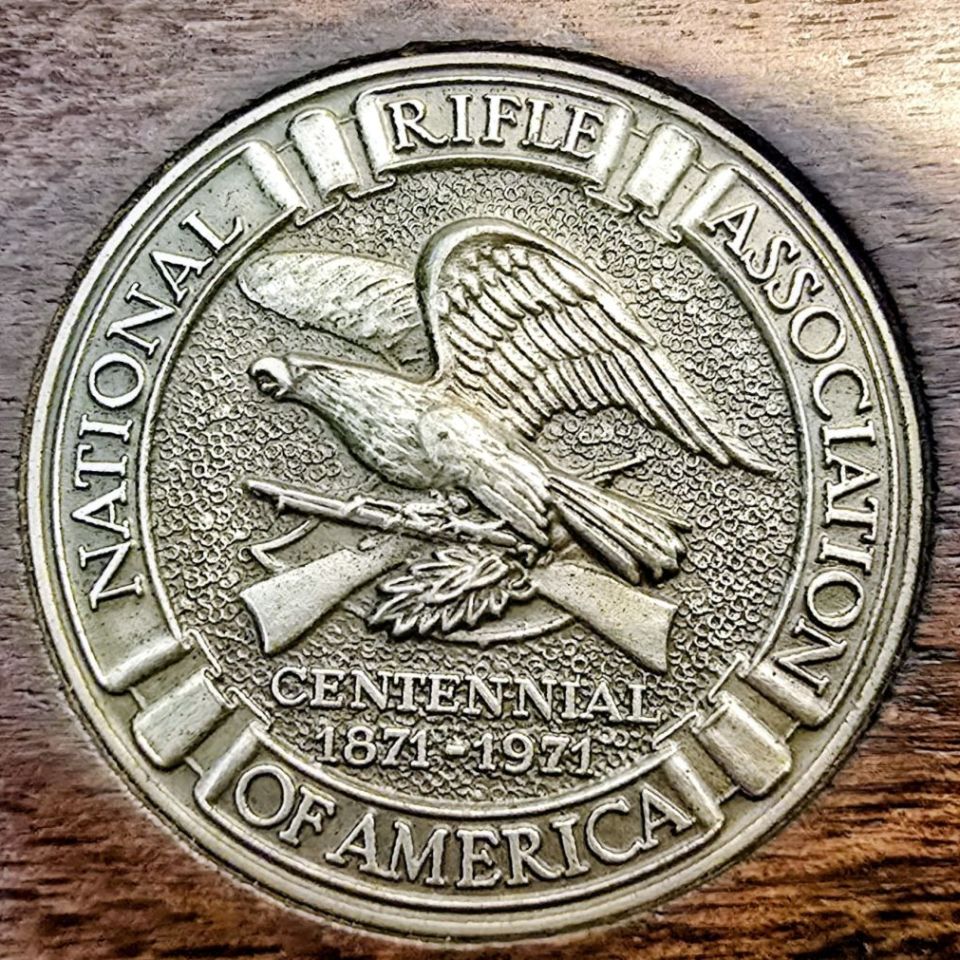 NATIONAL RIFLE ASSOCIATION
OF AMERICA
CENTENNIAL
1871-1971